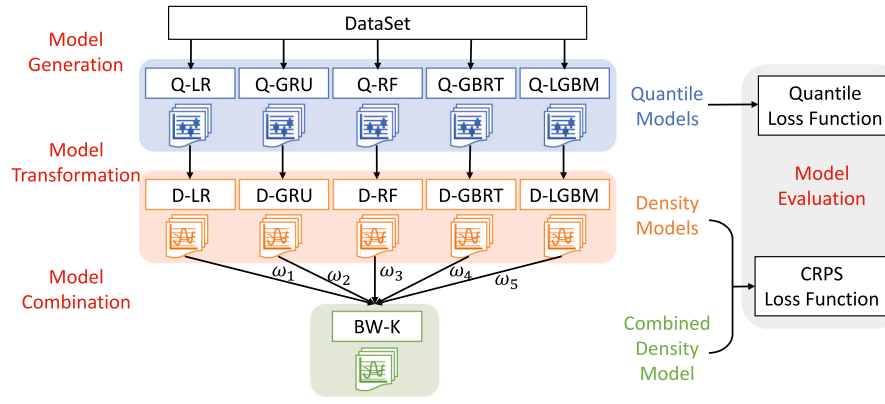 DataSet
Model
Generation
Q-LR Q-GRU Q-RF Q-GBRT Q-LGBM
Quantile
Models
Quantile
Loss Function
Model
Transformation
Model
Evaluation
D-LR D-GRU D-RF D-GBRT D-LGBM
Density
Models
ω₁ ω₂ ω₃ ω₄ ω₅
Model
Combination
CRPS
Loss Function
BW-K
Combined
Density
Model